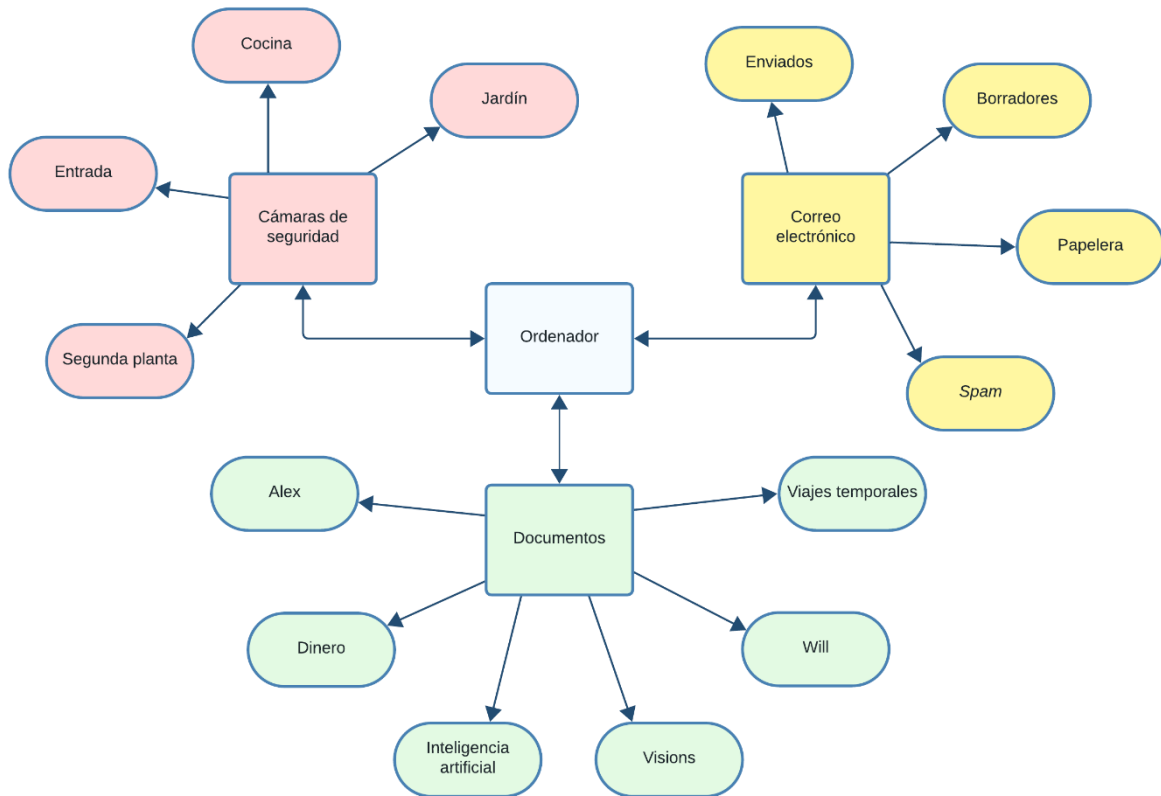 Cocina
Enviados
Jardín
Borradores
Entrada
Cámaras de
seguridad
Correo
electrónico
Papelera
Ordenador
Segunda planta
Spam
Alex
Viajes temporales
Documentos
Dinero
Will
Inteligencia
artificial
Visions